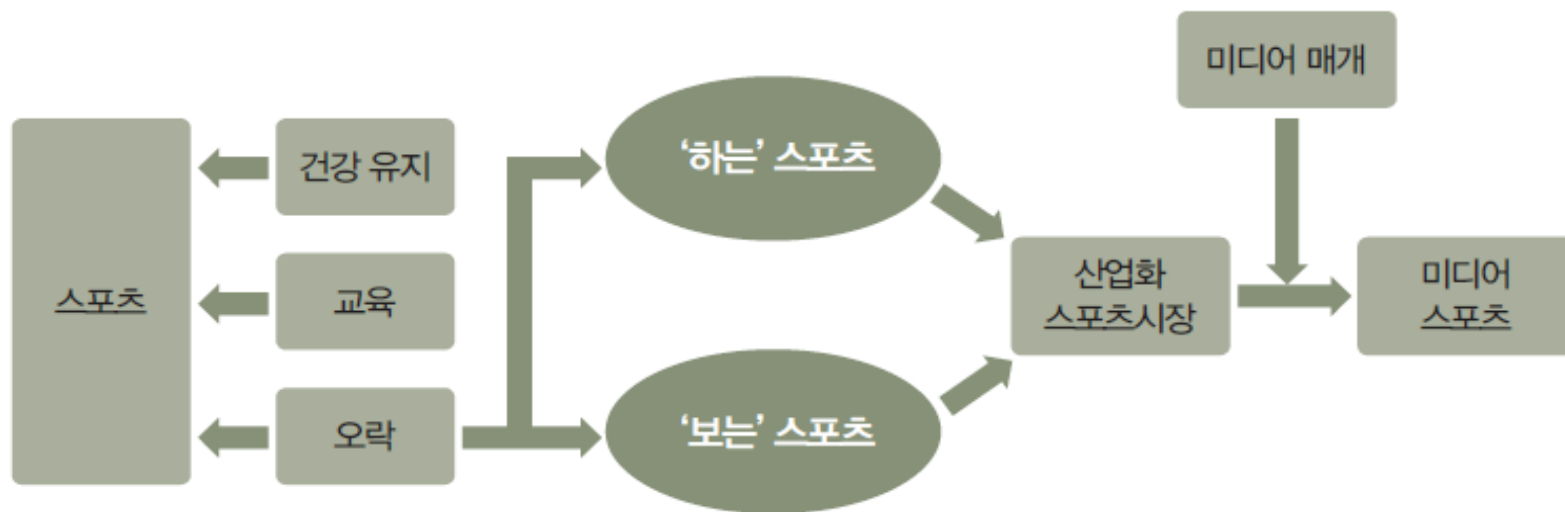 미디어 매개
스포츠
건강 유지
교육
오락
‘하는’ 스포츠
‘보는’ 스포츠
산업화
스포츠시장
미디어
스포츠